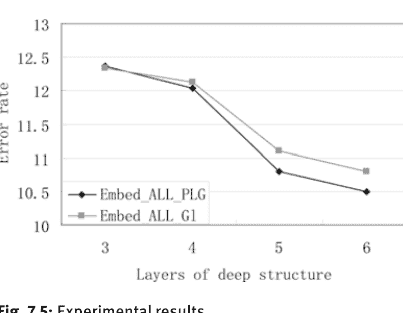 13
12.5
12
11.5
11
10.5
10
Error rate
Embed_ALL_PLG
Embed_ALL_G1
3 4 5 6
Layers of deep structure
Fig. 7.5: Experimental results